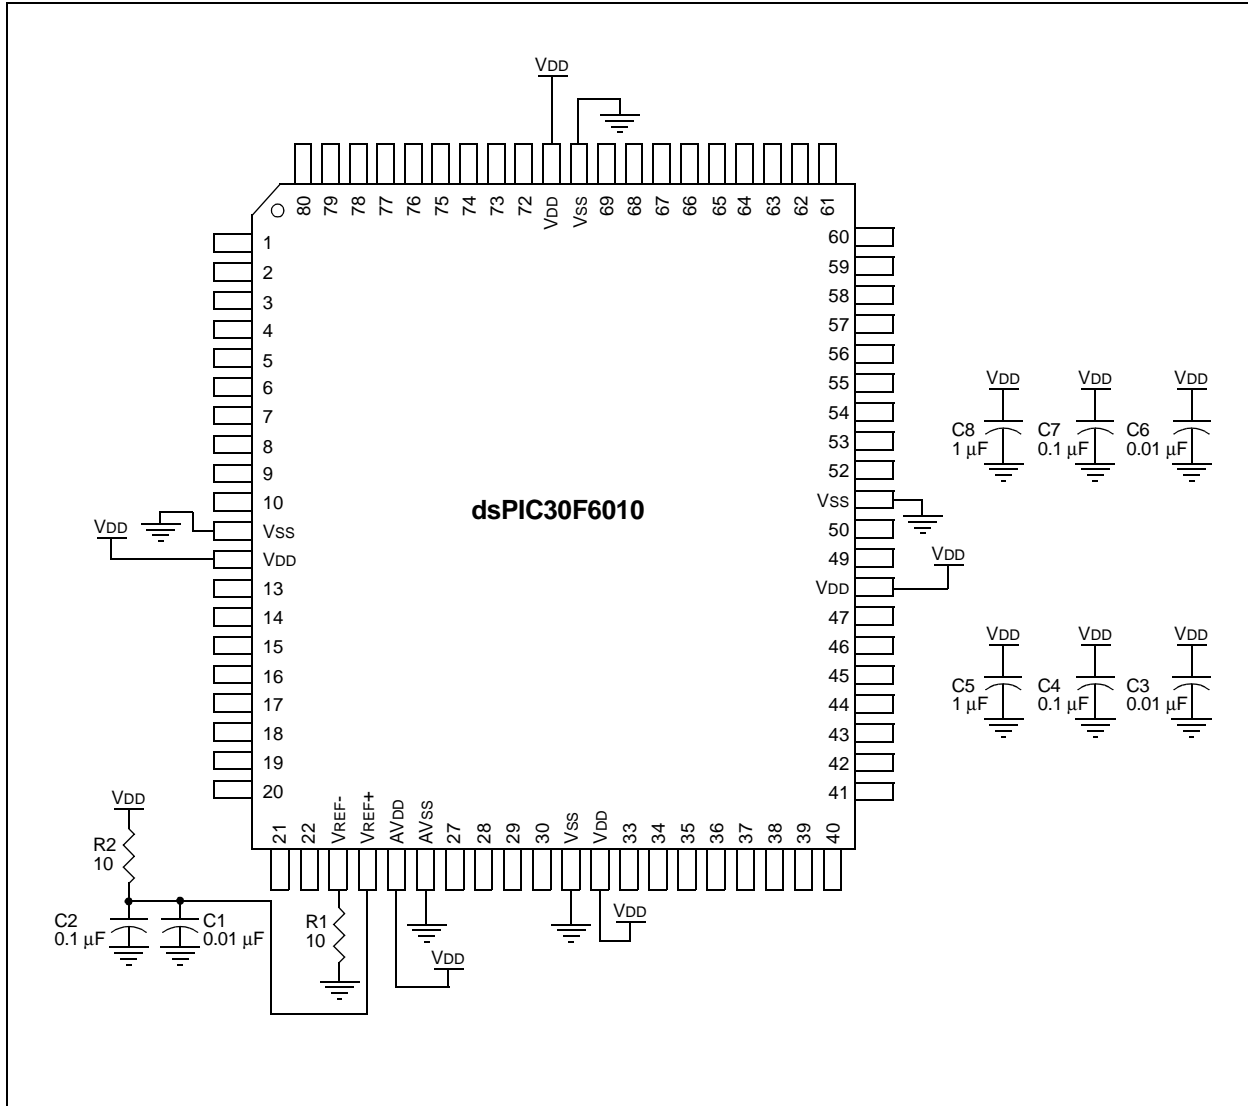 VDD
80
79
78
77
76
75
74
73
72
VDD
VSS
69
68
67
66
65
64
63
62
61
1
2
3
4
5
6
7
8
9
10
VSS
VDD
13
14
15
16
17
18
19
20
VDD
dsPIC30F6010
60
59
58
57
56
55
54
53
52
VSS
50
49
VDD
47
46
45
44
43
42
41
VDD
VDD
C8
1 µF
VDD
C7
0.1 µF
VDD
C6
0.01 µF
VDD
C5
1 µF
VDD
C4
0.1 µF
VDD
C3
0.01 µF
21
22
VREF-
VREF+
AVDD
AVSS
27
28
29
30
VSS
VDD
33
34
35
36
37
38
39
40
VDD
R2
10
C2
0.1 µF
C1
0.01 µF
R1
10
VDD
VDD